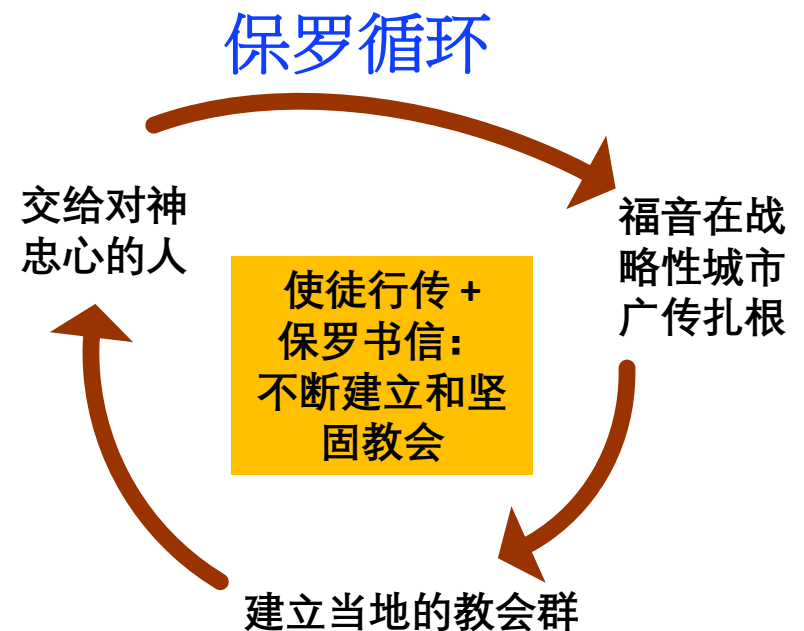 保罗循环
交给对神
忠心的人
福音在战
略性城市
广传扎根
使徒行传 +
保罗书信：
不断建立和坚
固教会
建立当地的教会群